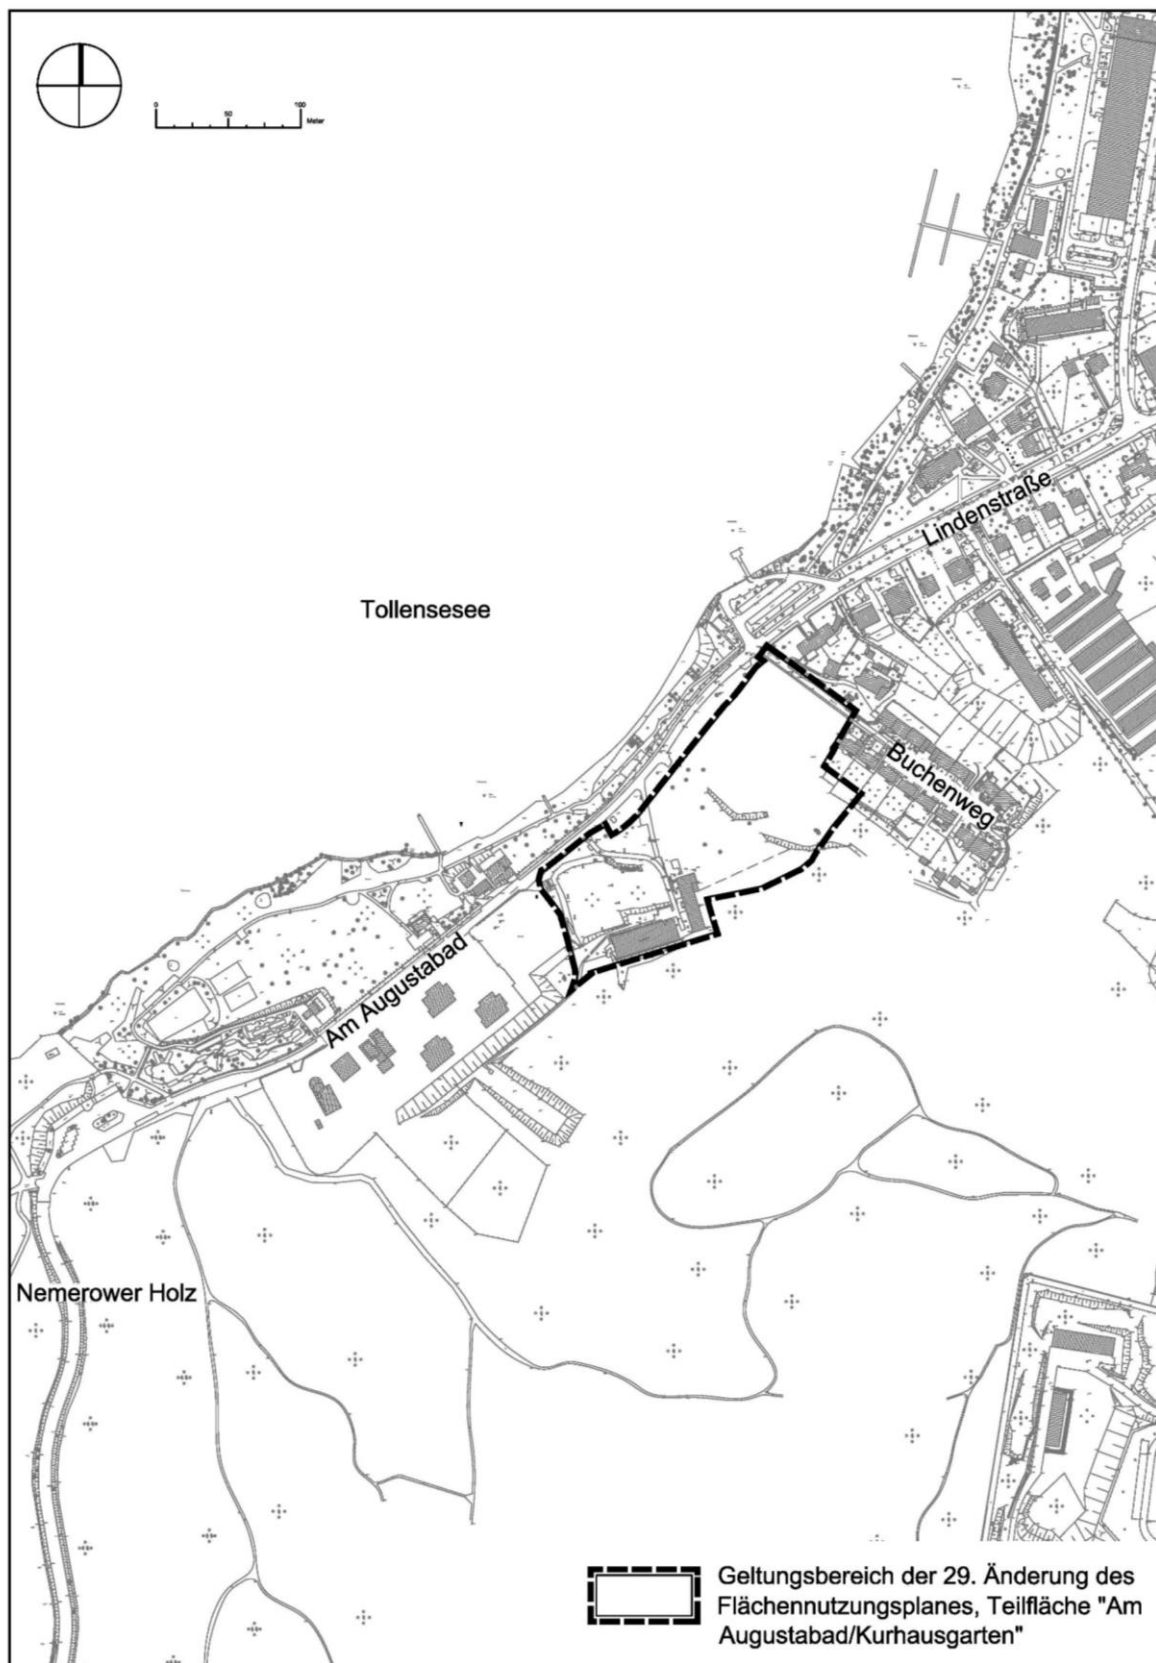 0 50 100
Meter
Lindenstraße
Tollensesee
Buchenweg
Am Augustabad
Nemerower Holz
Geltungsbereich der 29. Änderung des
Flächennutzungsplanes, Teilfläche "Am
Augustabad/Kurhausgarten"